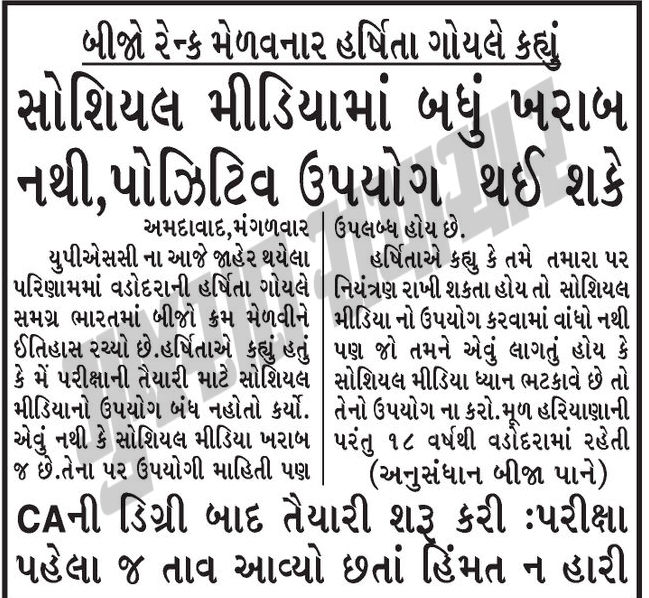 બીજો રેન્ક મેળવનાર હર્ષિતા ગોયલે કહ્યું
સોશિયલ મીડિયામાં બધું ખરાબ
નથી,પોઝિટિવ ઉપયોગ થઈ શકે
અમદાવાદ,મંગળવાર
યુપીએસસી ના આજે જાહેર થયેલા
પરિણામમાં વડોદરાની હર્ષિતા ગોયલે
સમગ્ર ભારતમાં બીજો ક્રમ મેળવીને
ઈતિહાસ રચ્યો છે.હર્ષિતાએ કહ્યું હતું
કે મેં પરીક્ષાની તૈયારી માટે સોશિયલ
મીડિયાનો ઉપયોગ બંધ નહોતો કર્યો.
એવું નથી કે સોશિયલ મીડિયા ખરાબ
જ છે.તેના પર ઉપયોગી માહિતી પણ
ઉપલબ્ધ હોય છે.
હર્ષિતાએ કહ્યુ કે તમે તમારા પર
નિયંત્રણ રાખી શકતા હોય તો સોશિયલ
મીડિયા નો ઉપયોગ કરવામાં વાંધો નથી
પણ જો તમને એવું લાગતું હોય કે
સોશિયલ મીડિયા ધ્યાન ભટકાવે છે તો
તેનો ઉપયોગ ના કરો.મૂળ હરિયાણાની
પરંતુ ૧૮ વર્ષથી વડોદરામાં રહેતી
(અનુસંધાન બીજા પાને)
CAની ડિગ્રી બાદ તૈયારી શરૂ કરી :પરીક્ષા
પહેલા જ તાવ આવ્યો છતાં હિંમત ન હારી